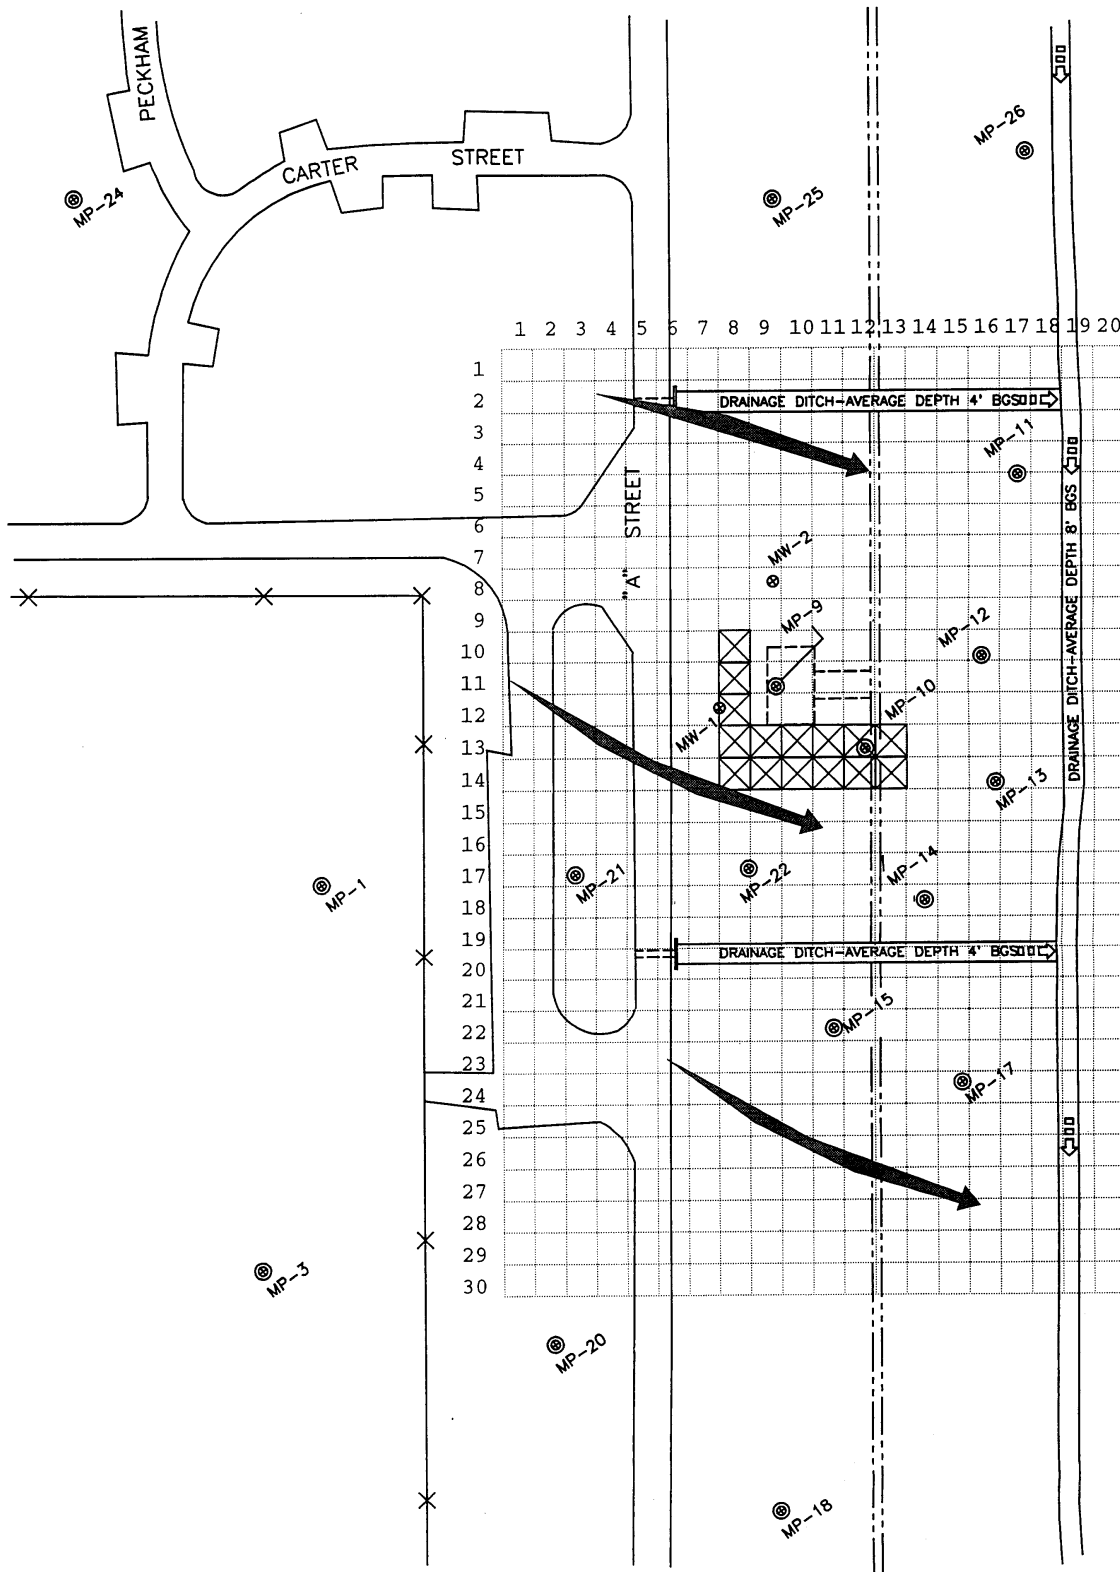 PECKHAM
CARTER STREET
MP-24
MP-25
MP-26
1 2 3 4 5 6 7 8 9 10 11 12 13 14 15 16 17 18 19 20
1
2
3
4
5
6
7
8
9
10
11
12
13
14
15
16
17
18
19
20
21
22
23
24
25
26
27
28
29
30
DRAINAGE DITCH-AVERAGE DEPTH 4' BGS
MP-11
"A" STREET
DRAINAGE DITCH-AVERAGE DEPTH 8' BGS
MW-2
MP-9
MP-12
MP-10
MW-1
MP-13
MP-14
MP-1
MP-21
MP-22
DRAINAGE DITCH-AVERAGE DEPTH 4' BGS
MP-15
MP-17
MP-3
MP-20
MP-18